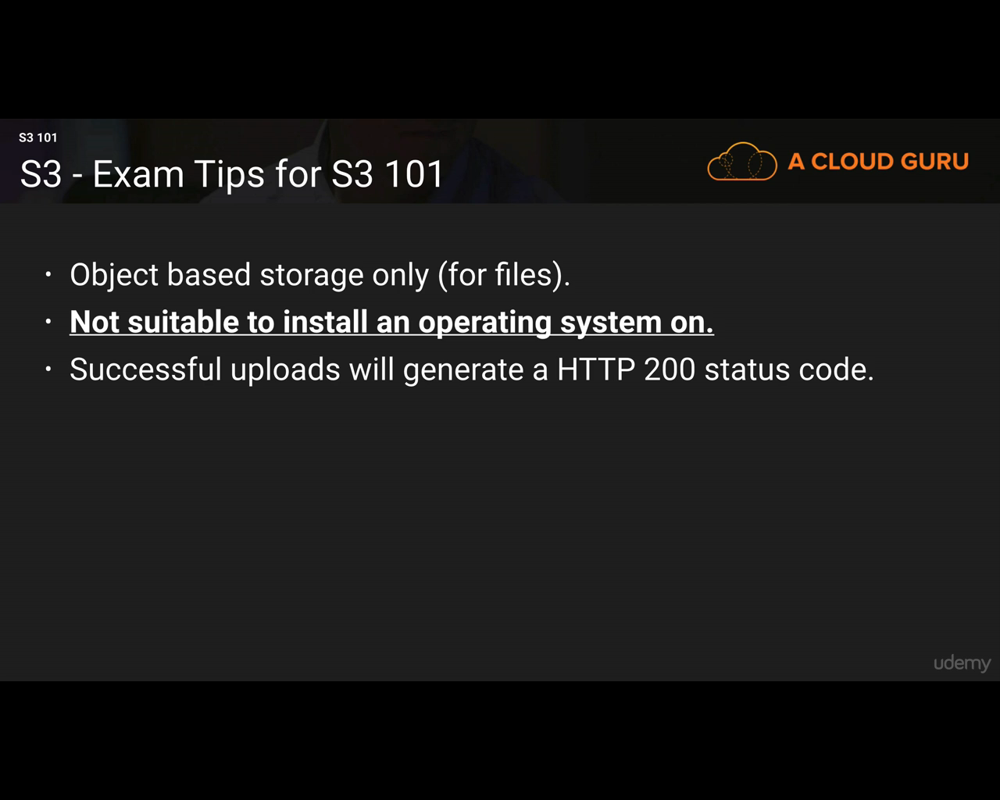 S3 101
S3 - Exam Tips for S3 101
A CLOUD GURU
• Object based storage only (for files).
• Not suitable to install an operating system on.
• Successful uploads will generate a HTTP 200 status code.
udemy